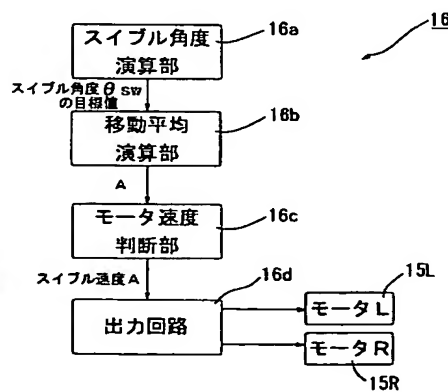 16
スイブル角度
演算部
16a
スイブル角度θSW
の目標値
移動平均
演算部
16b
A
モータ速度
判断部
16c
スイブル速度A
16d
出力回路
15L
モータL
モータR
15R